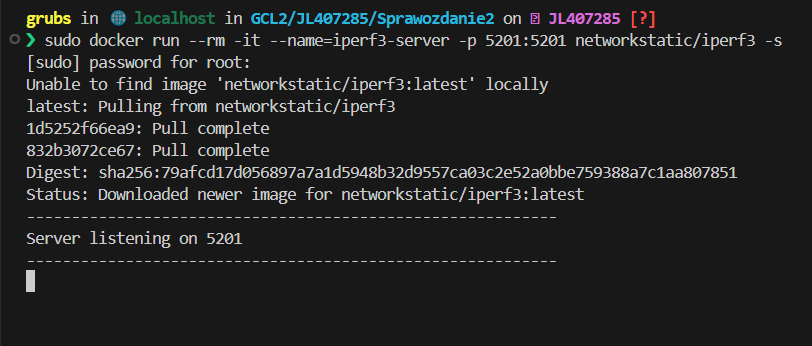 grubs in 🌐 localhost in GCL2/JL407285/Sprawozdanie2 on JL407285 [?]
❯ sudo docker run --rm -it --name=iperf3-server -p 5201:5201 networkstatic/iperf3 -s
[sudo] password for root:
Unable to find image 'networkstatic/iperf3:latest' locally
latest: Pulling from networkstatic/iperf3
1d5252f66ea9: Pull complete
832b3072ce67: Pull complete
Digest: sha256:79afcd17d056897a7a1d5948b32d9557ca03c2e52a0bbe759388a7c1aa807851
Status: Downloaded newer image for networkstatic/iperf3:latest
-----------------------------------------------------------
Server listening on 5201
-----------------------------------------------------------